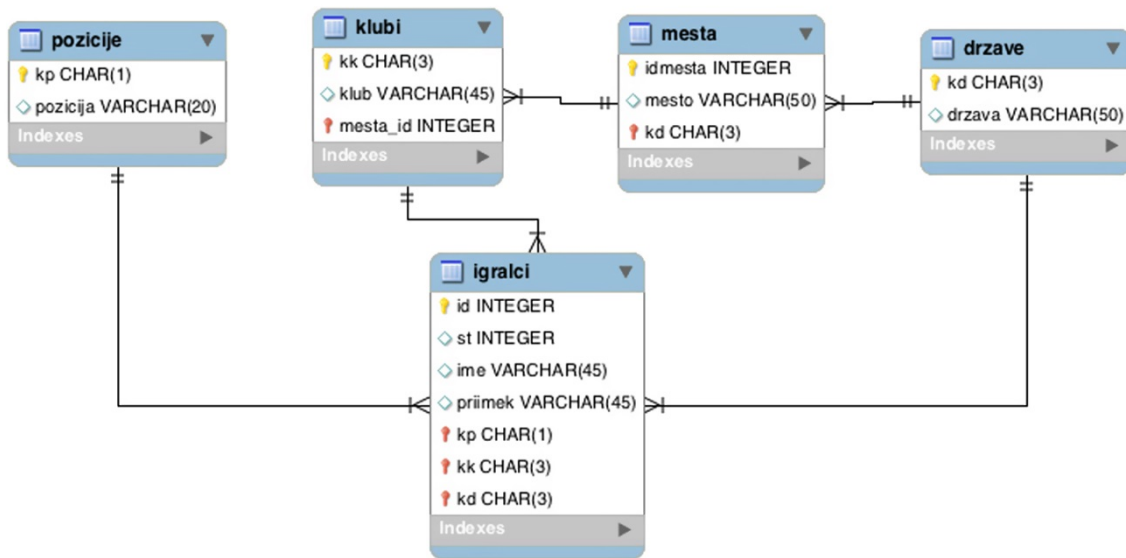 pozicije
kp CHAR(1)
pozicija VARCHAR(20)
Indexes
klubi
kk CHAR(3)
klub VARCHAR(45)
mesta_id INTEGER
Indexes
mesta
idmesta INTEGER
mesto VARCHAR(50)
kd CHAR(3)
Indexes
drzave
kd CHAR(3)
drzava VARCHAR(50)
Indexes
igralci
id INTEGER
st INTEGER
ime VARCHAR(45)
priimek VARCHAR(45)
kp CHAR(1)
kk CHAR(3)
kd CHAR(3)
Indexes